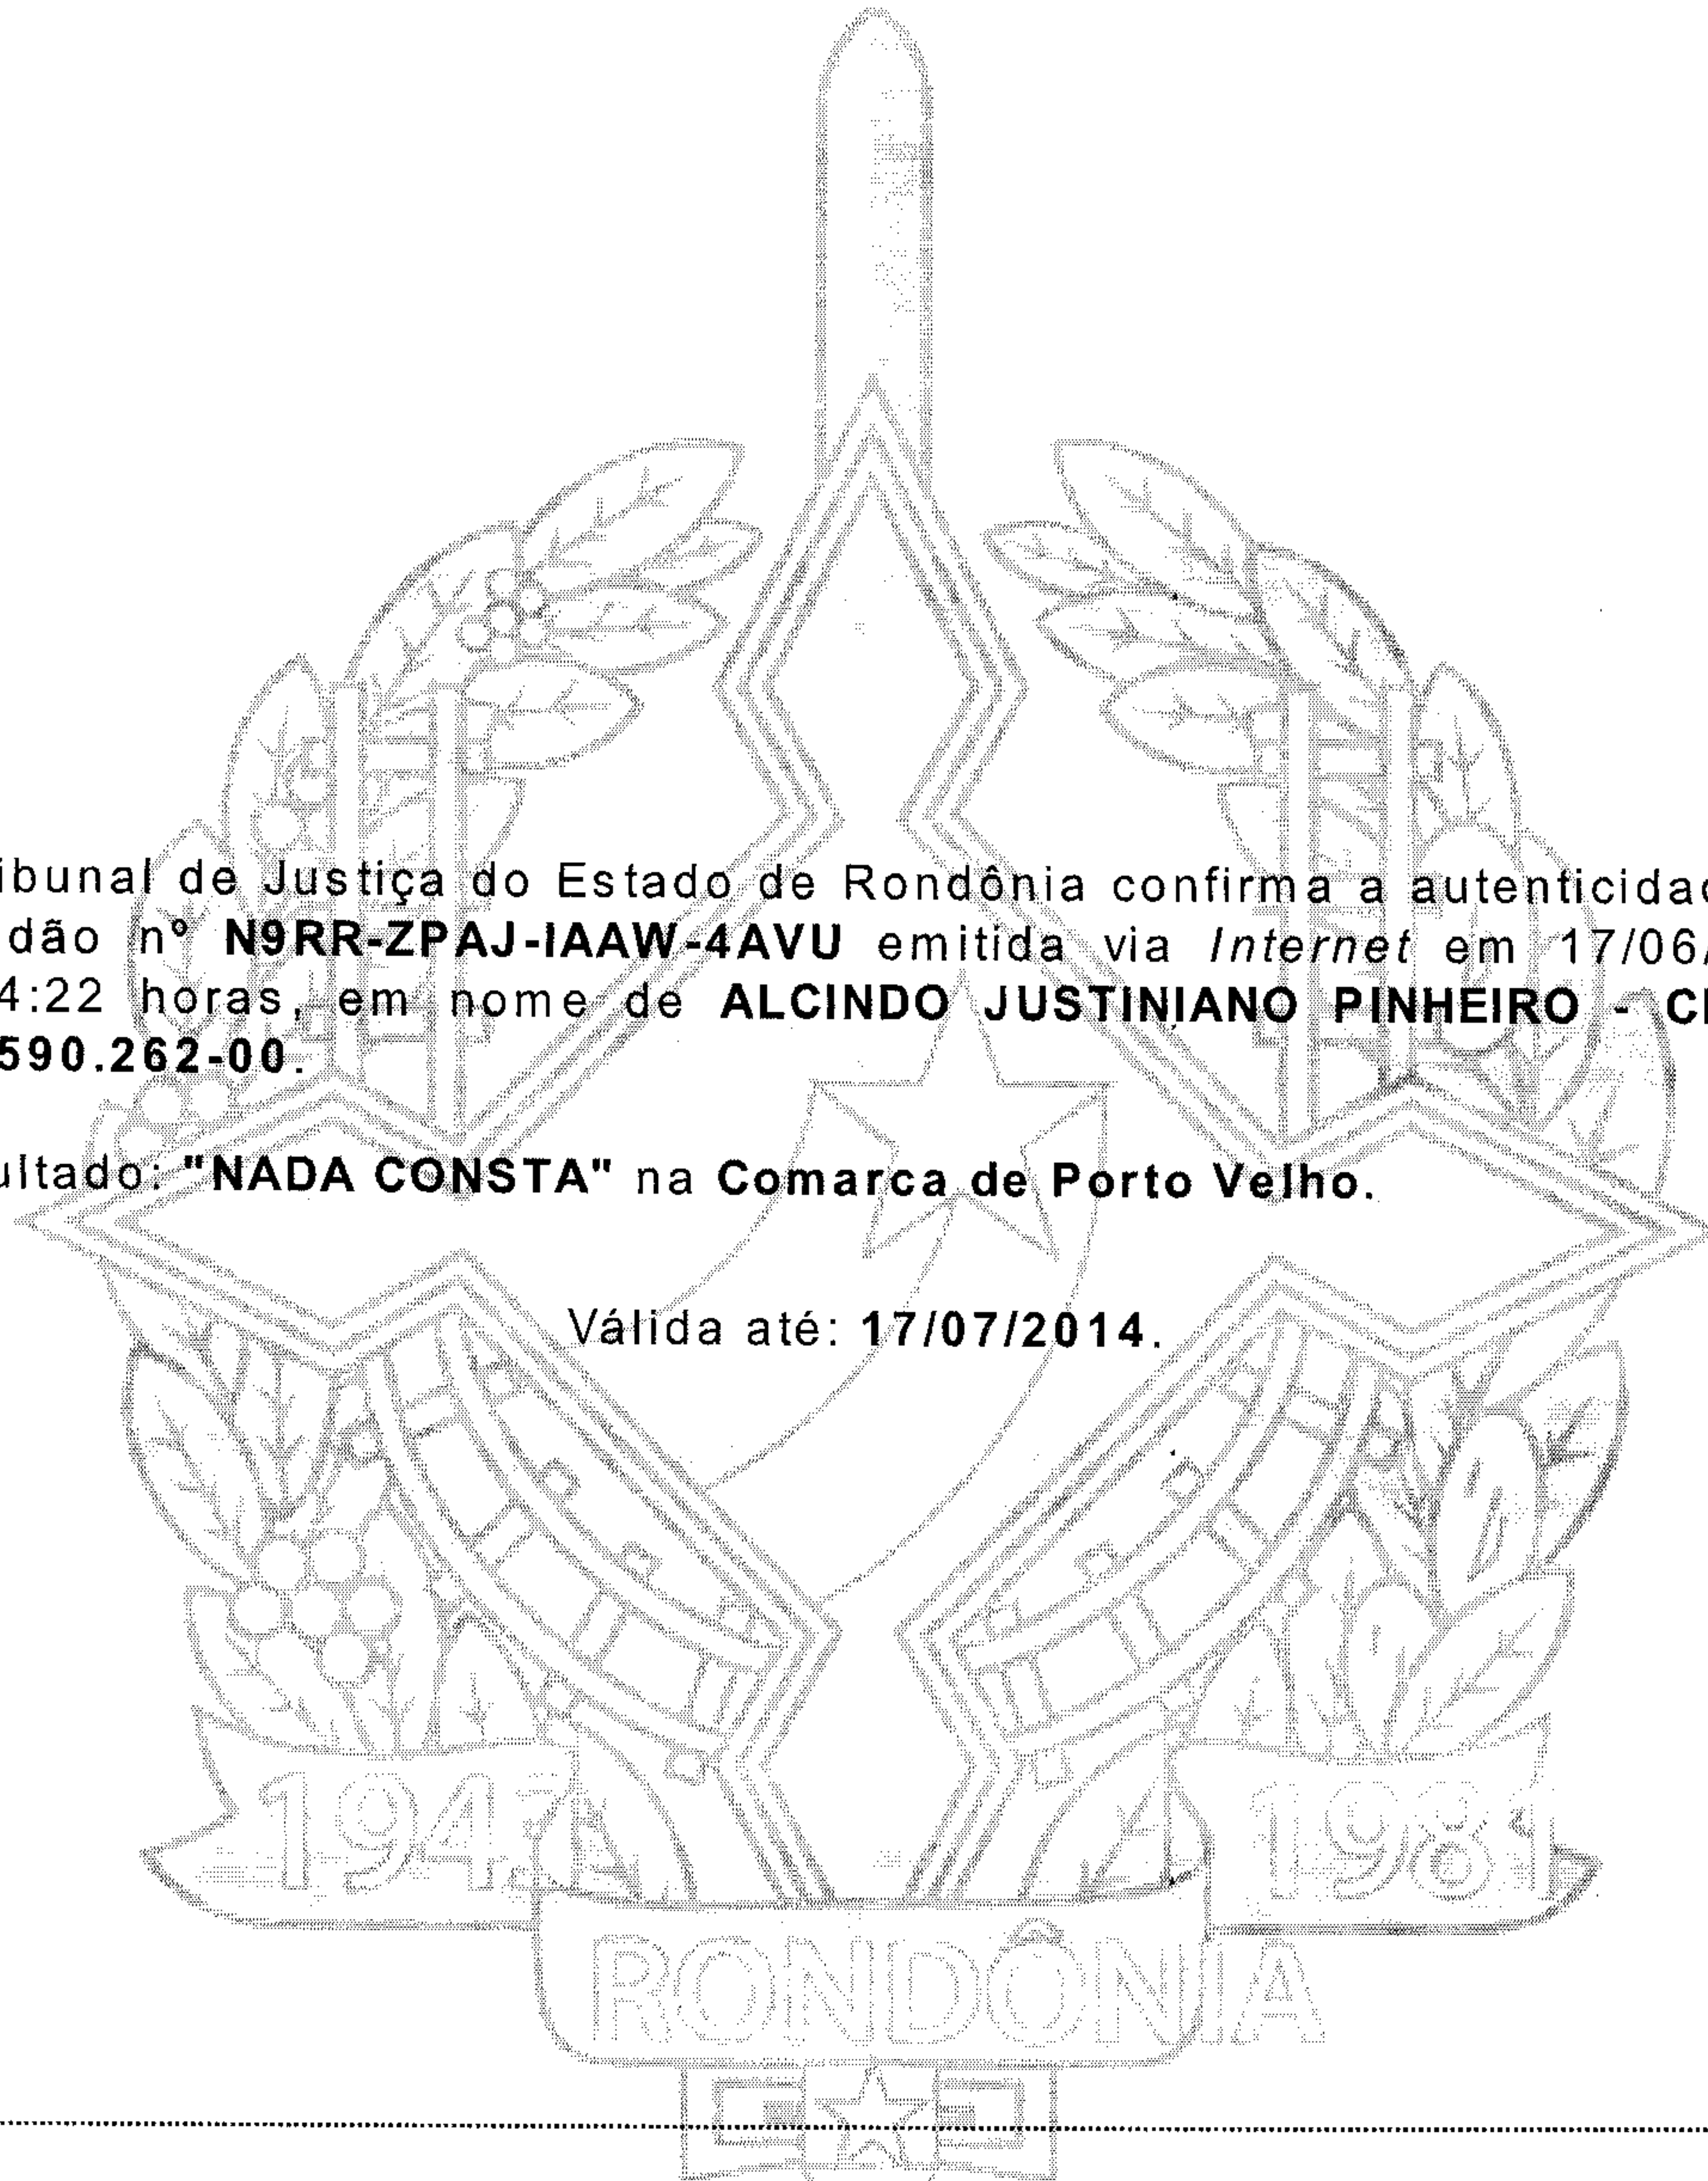 ibunal de Justiça do Estado de Rondônia confirma a autenticidad
dão nº N9RR-ZPAJ-IAAW-4AVU emitida via Internet em 17/06/
4:22 horas, em nome de ALCINDO JUSTINIANO PINHEIRO - C
590.262-00.
ultado: "NADA CONSTA" na Comarca de Porto Velho.
Válida até: 17/07/2014.
1943 1981
RONDÔNIA